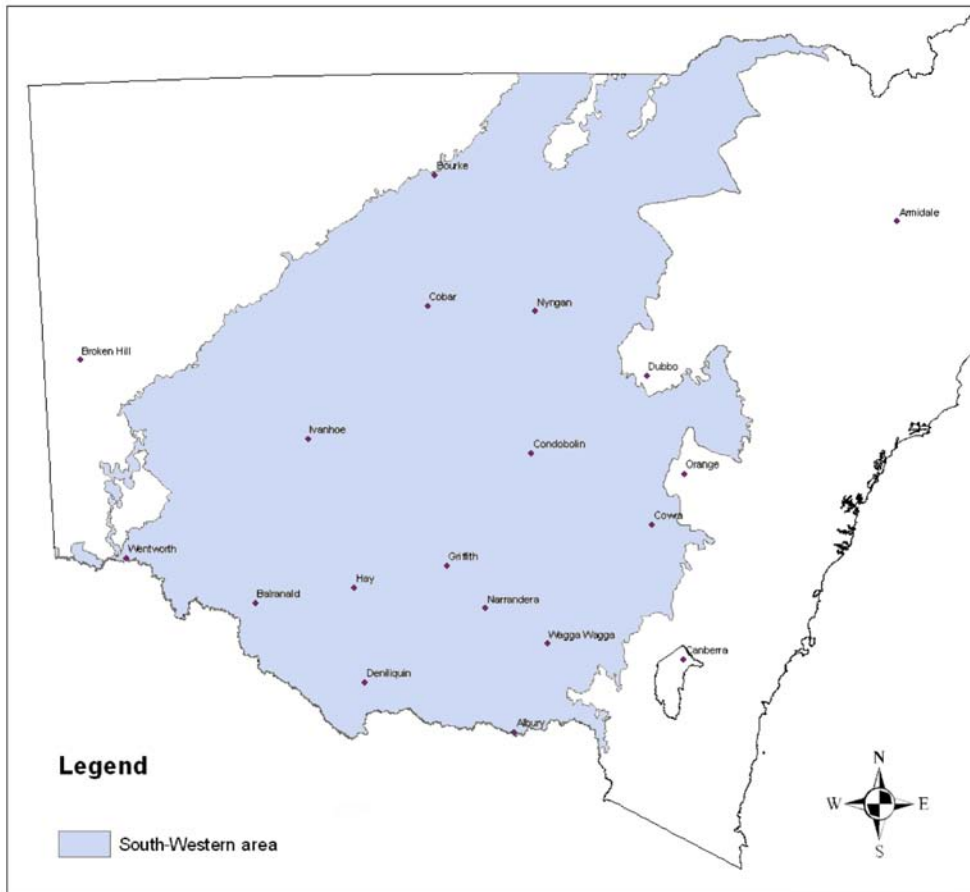 Bourke
Armidale
Cobar
Nyngan
Broken Hill
Dubbo
Ivanhoe
Condobolin
Orange
Cowra
Wentworth
Griffith
Hay
Balranald
Narrandera
Wagga Wagga
Canberra
Deniliquin
Albury
Legend
N
W
E
S
South-Western area